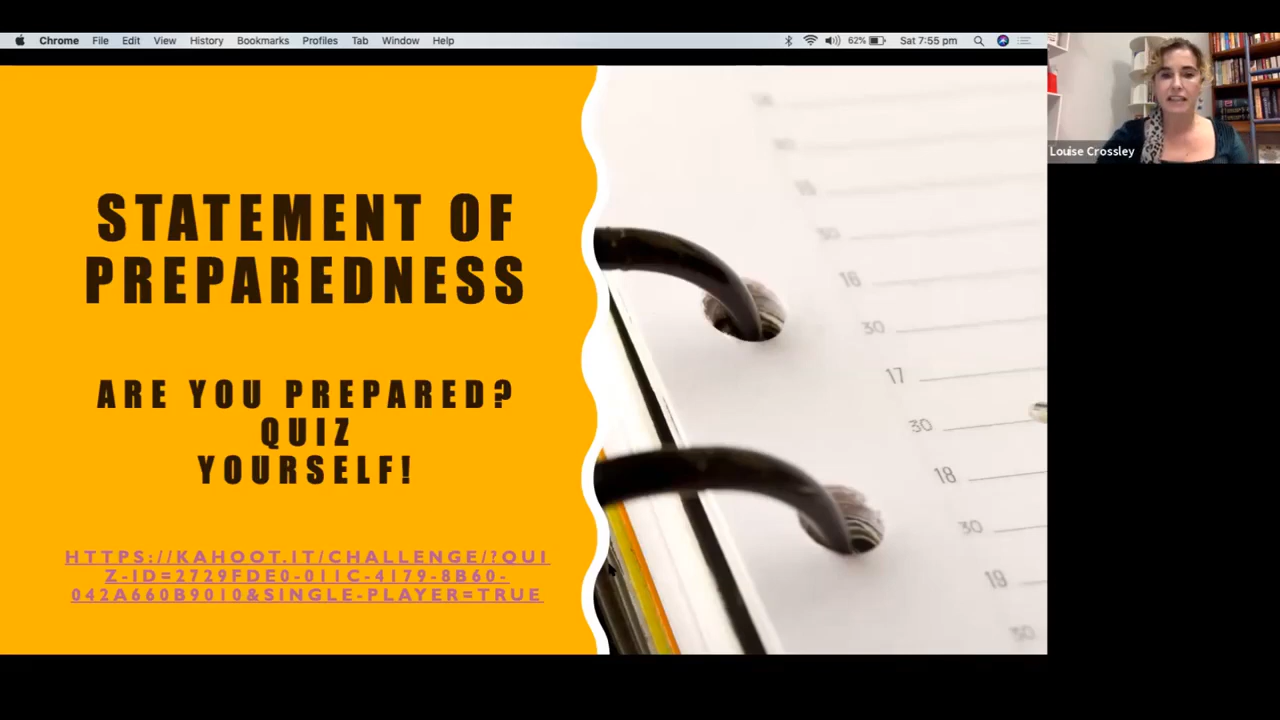 Chrome File Edit View History Bookmarks Profiles Tab Window Help 62% Sat 7:55 pm
Louise Crossley
STATEMENT OF
PREPAREDNESS
ARE YOU PREPARED?
QUIZ
YOURSELF!
HTTPS://KAHOOT.IT/CHALLENGE/?QUI
Z-ID=2729FDE0-011C-4179-8B60-
042A660B9010&SINGLE-PLAYER=TRUE
30
16
30
17
30
18
30
19
30